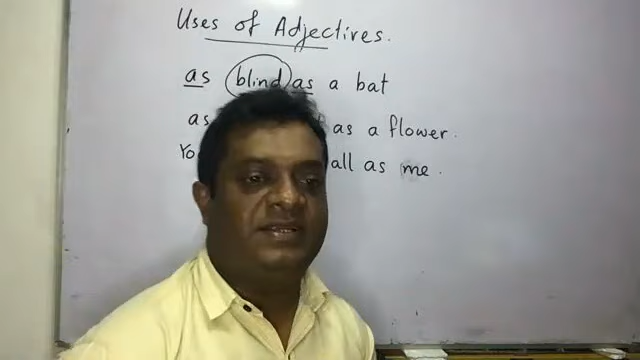 Uses of Adjectives.
as blind as a bat
as as a flower.
Yo all as me.